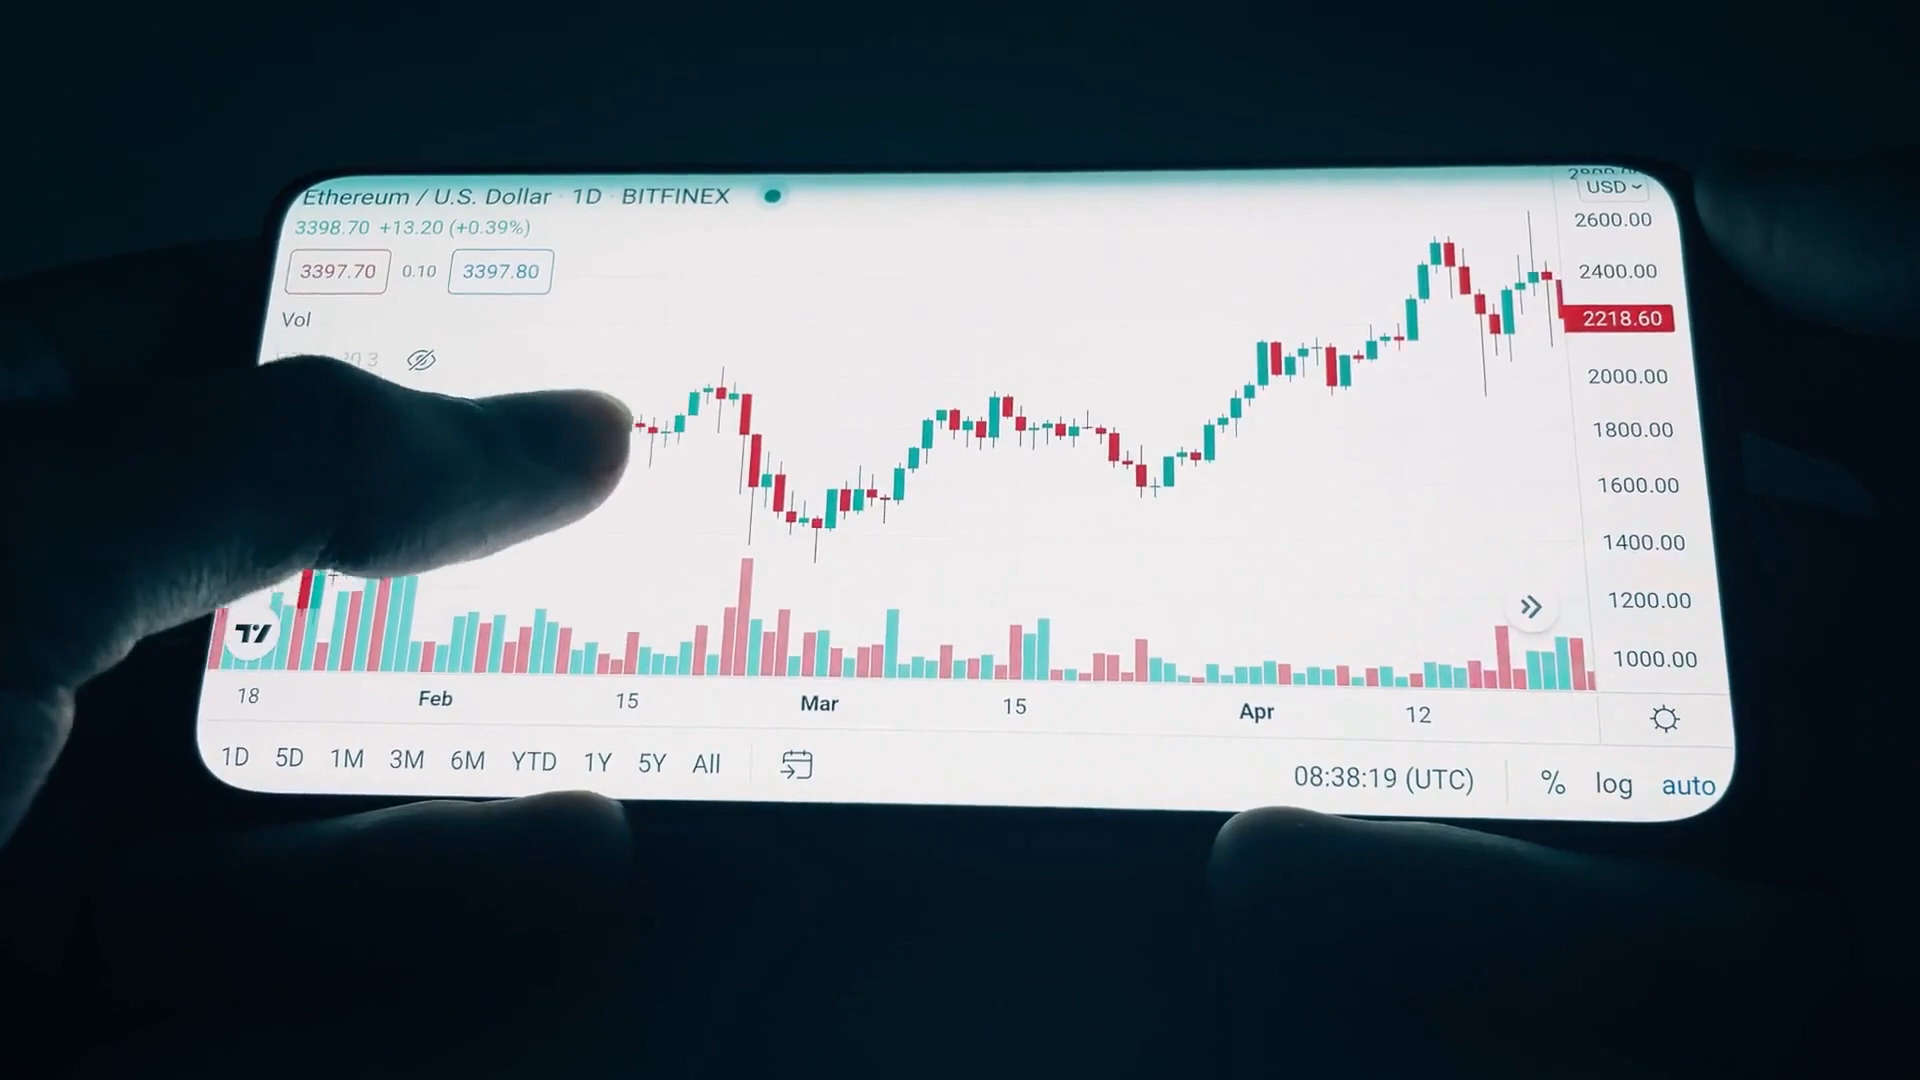 Ethereum / U.S. Dollar · 1D · BITFINEX
3398.70 +13.20 (+0.39%)
3397.70 0.10 3397.80
Vol
USD
2600.00
2400.00
2218.60
2000.00
1800.00
1600.00
1400.00
1200.00
1000.00
18 Feb 15 Mar 15 Apr 12
1D 5D 1M 3M 6M YTD 1Y 5Y All
08:38:19 (UTC) % log auto